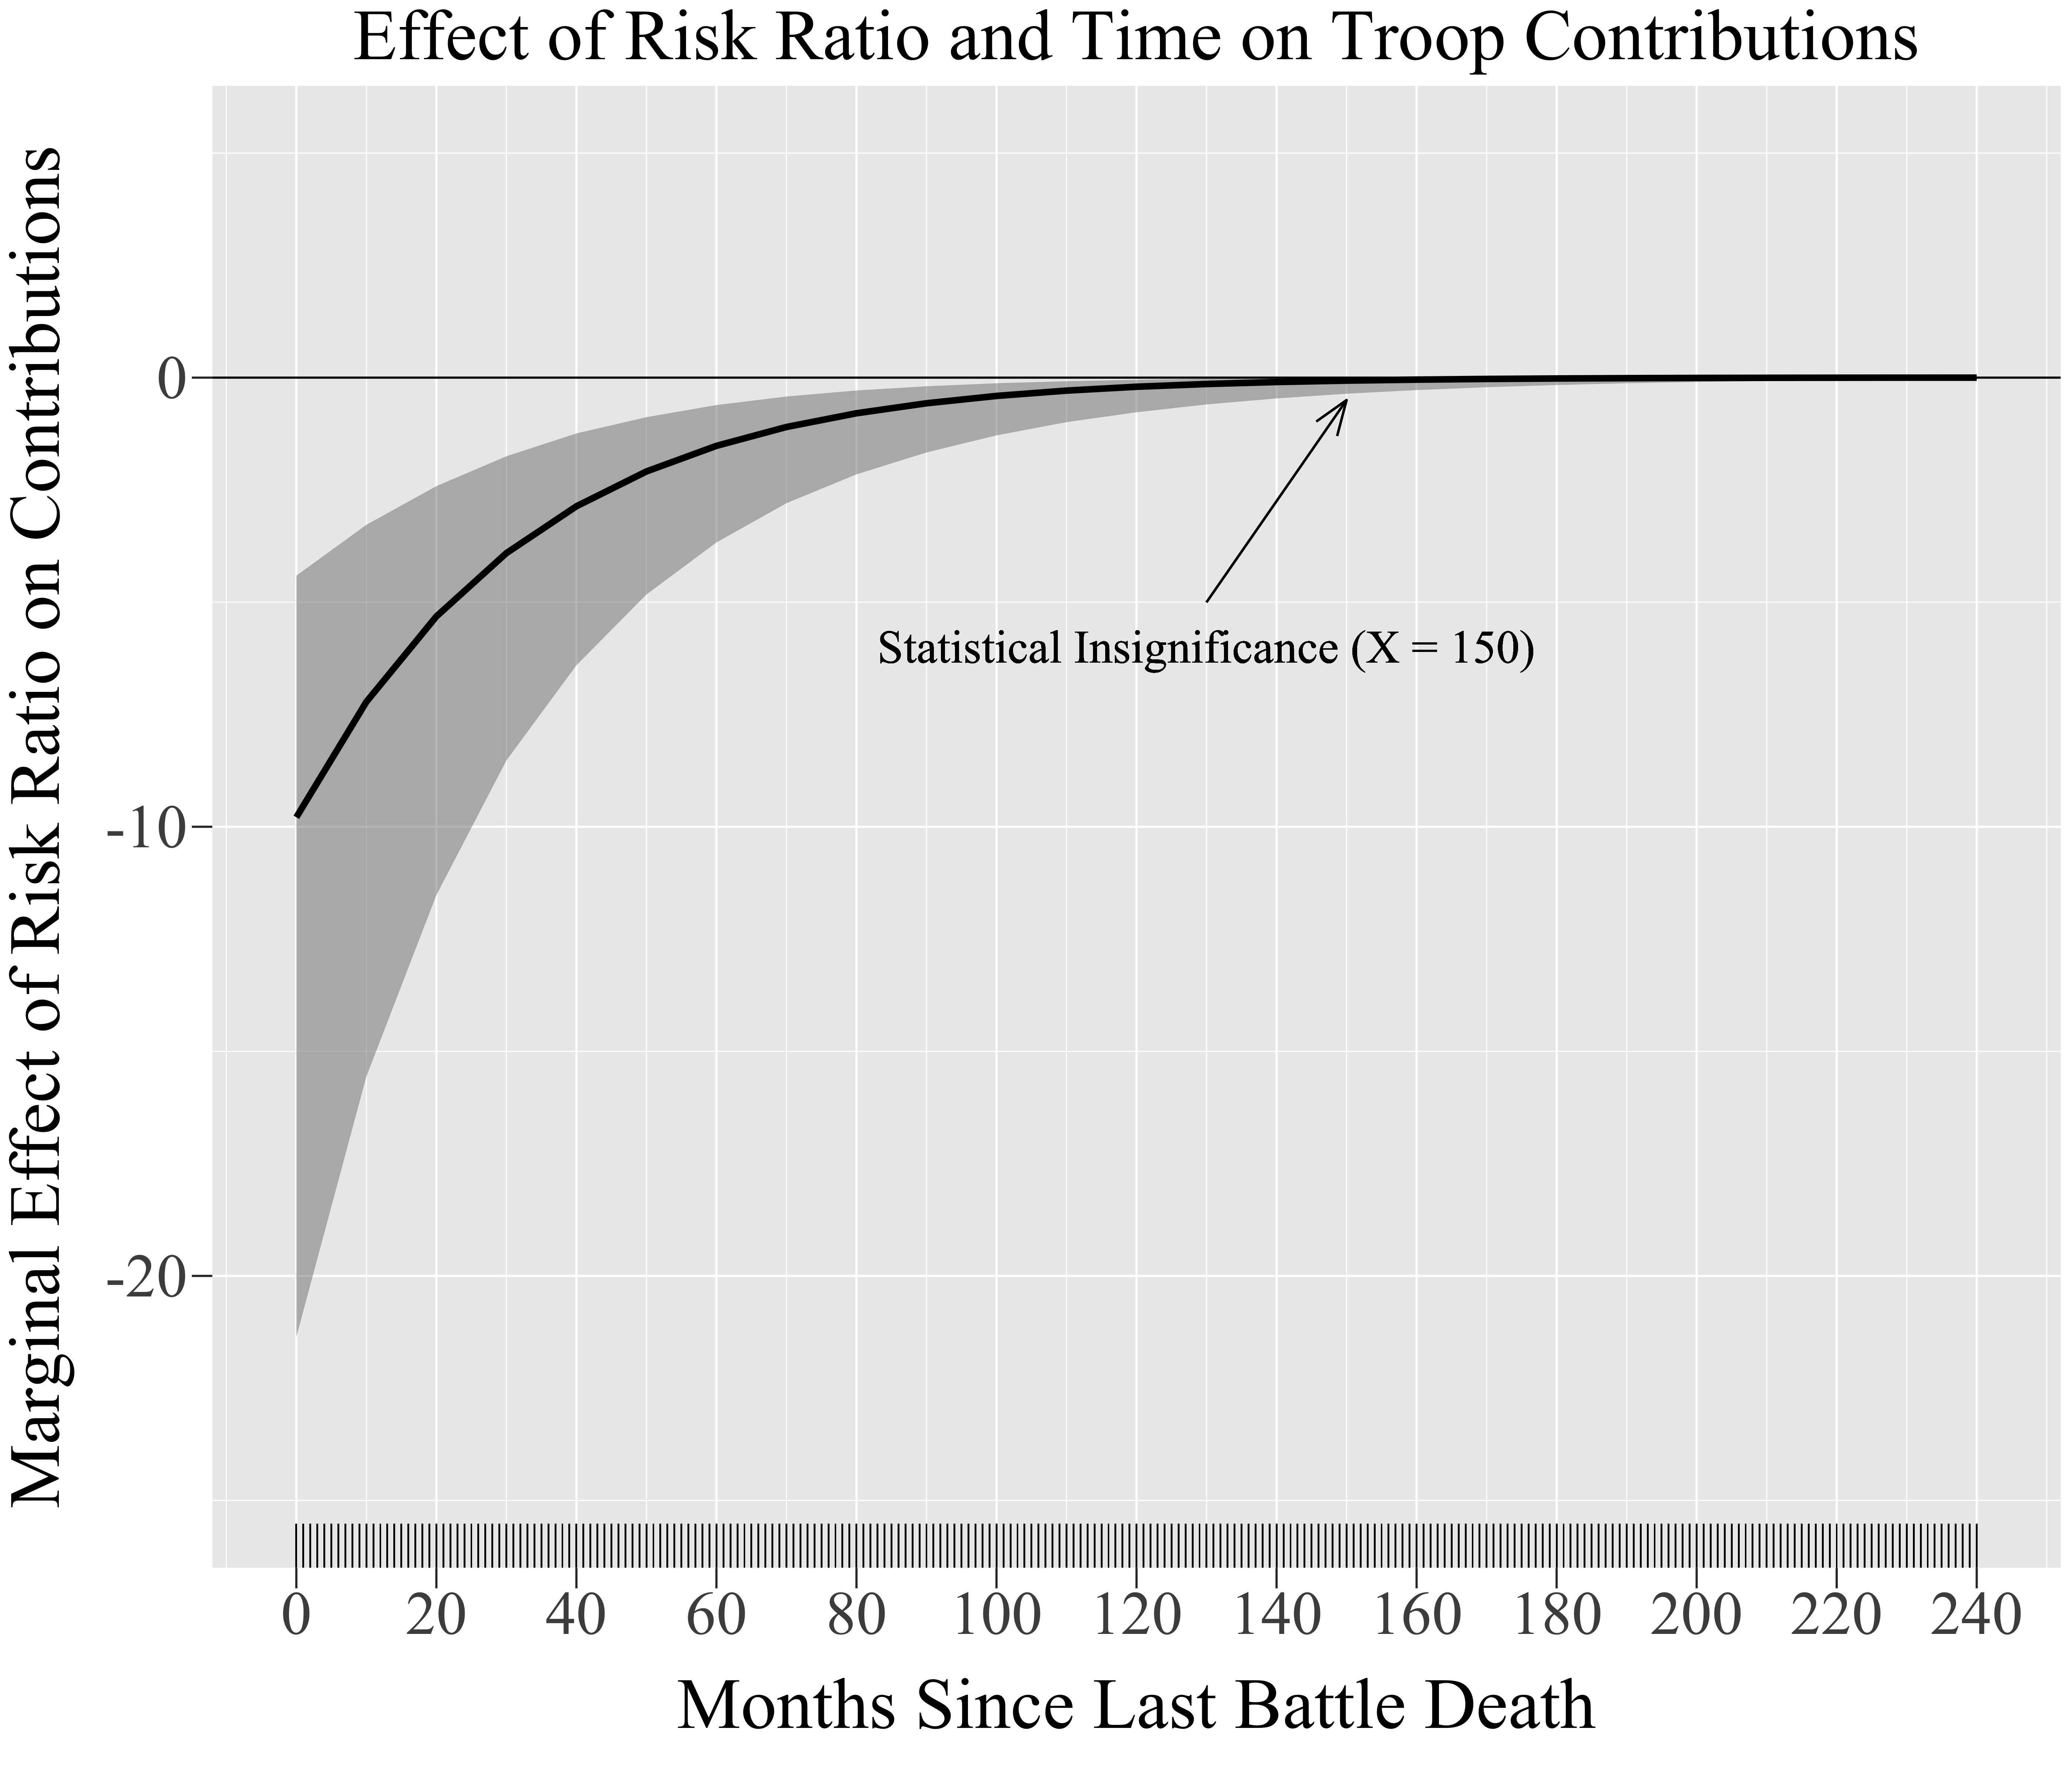 Effect of Risk Ratio and Time on Troop Contributions
Marginal Effect of Risk Ratio on Contributions
0
-10
-20
Statistical Insignificance (X = 150)
0 20 40 60 80 100 120 140 160 180 200 220 240
Months Since Last Battle Death